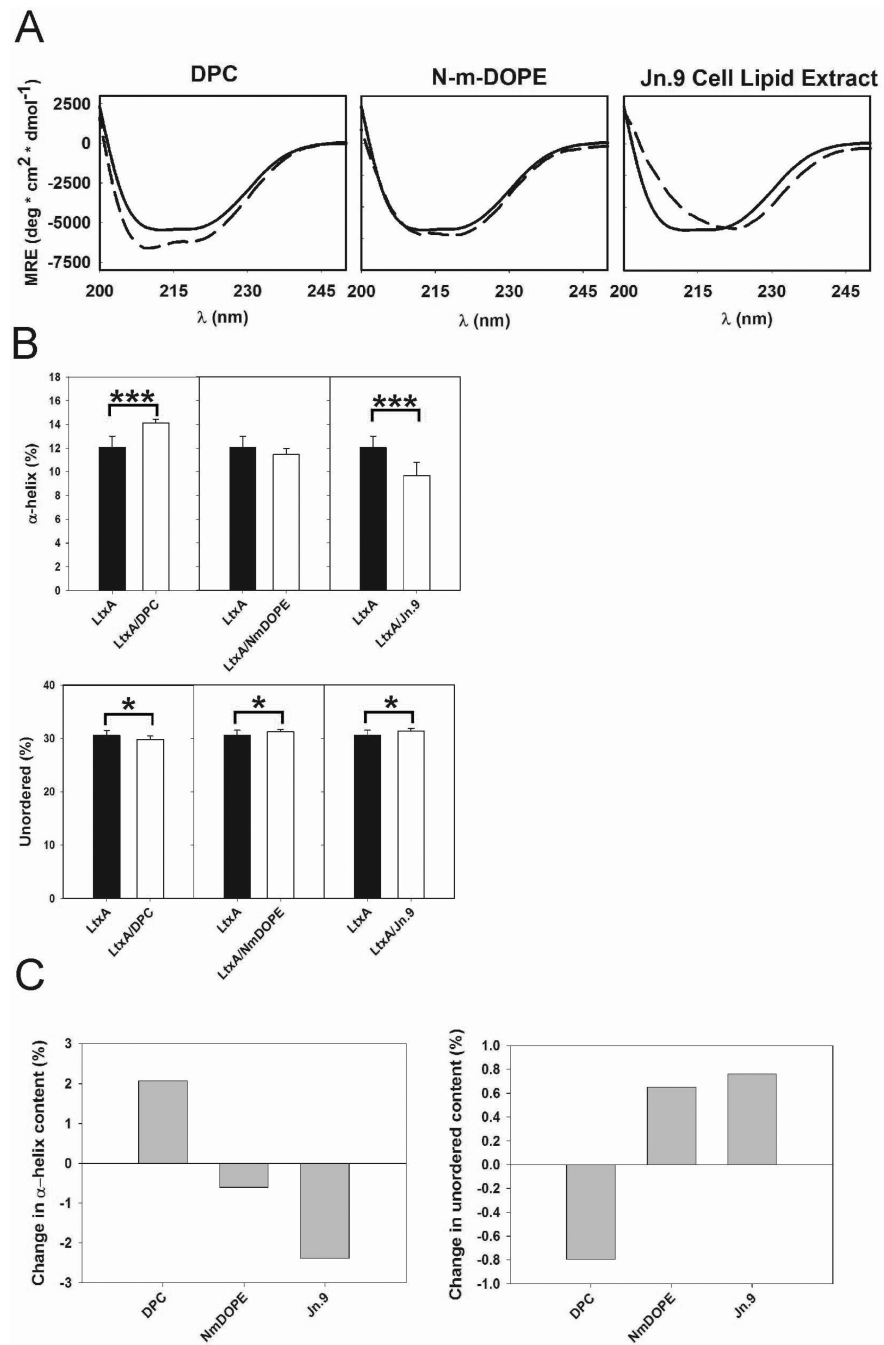 A
DPC
N-m-DOPE
Jn.9 Cell Lipid Extract
MRE (deg * cm² * dmol⁻¹)
2500
0
-2500
-5000
-7500
200 215 230 245
200 215 230 245
200 215 230 245
λ (nm)
λ (nm)
λ (nm)
B
α-helix (%)
18
16
14
12
10
8
6
4
2
0
***
***
LtxA
LtxA/DPC
LtxA
LtxA/NmDOPE
LtxA
LtxA/Jn.9
Unordered (%)
40
30
20
10
0
*
*
*
LtxA
LtxA/DPC
LtxA
LtxA/NmDOPE
LtxA
LtxA/Jn.9
C
Change in α–helix content (%)
3
2
1
0
-1
-2
-3
DPC
NmDOPE
Jn.9
Change in unordered content (%)
1.0
0.8
0.6
0.4
0.2
0.0
-0.2
-0.4
-0.6
-0.8
-1.0
DPC
NmDOPE
Jn.9